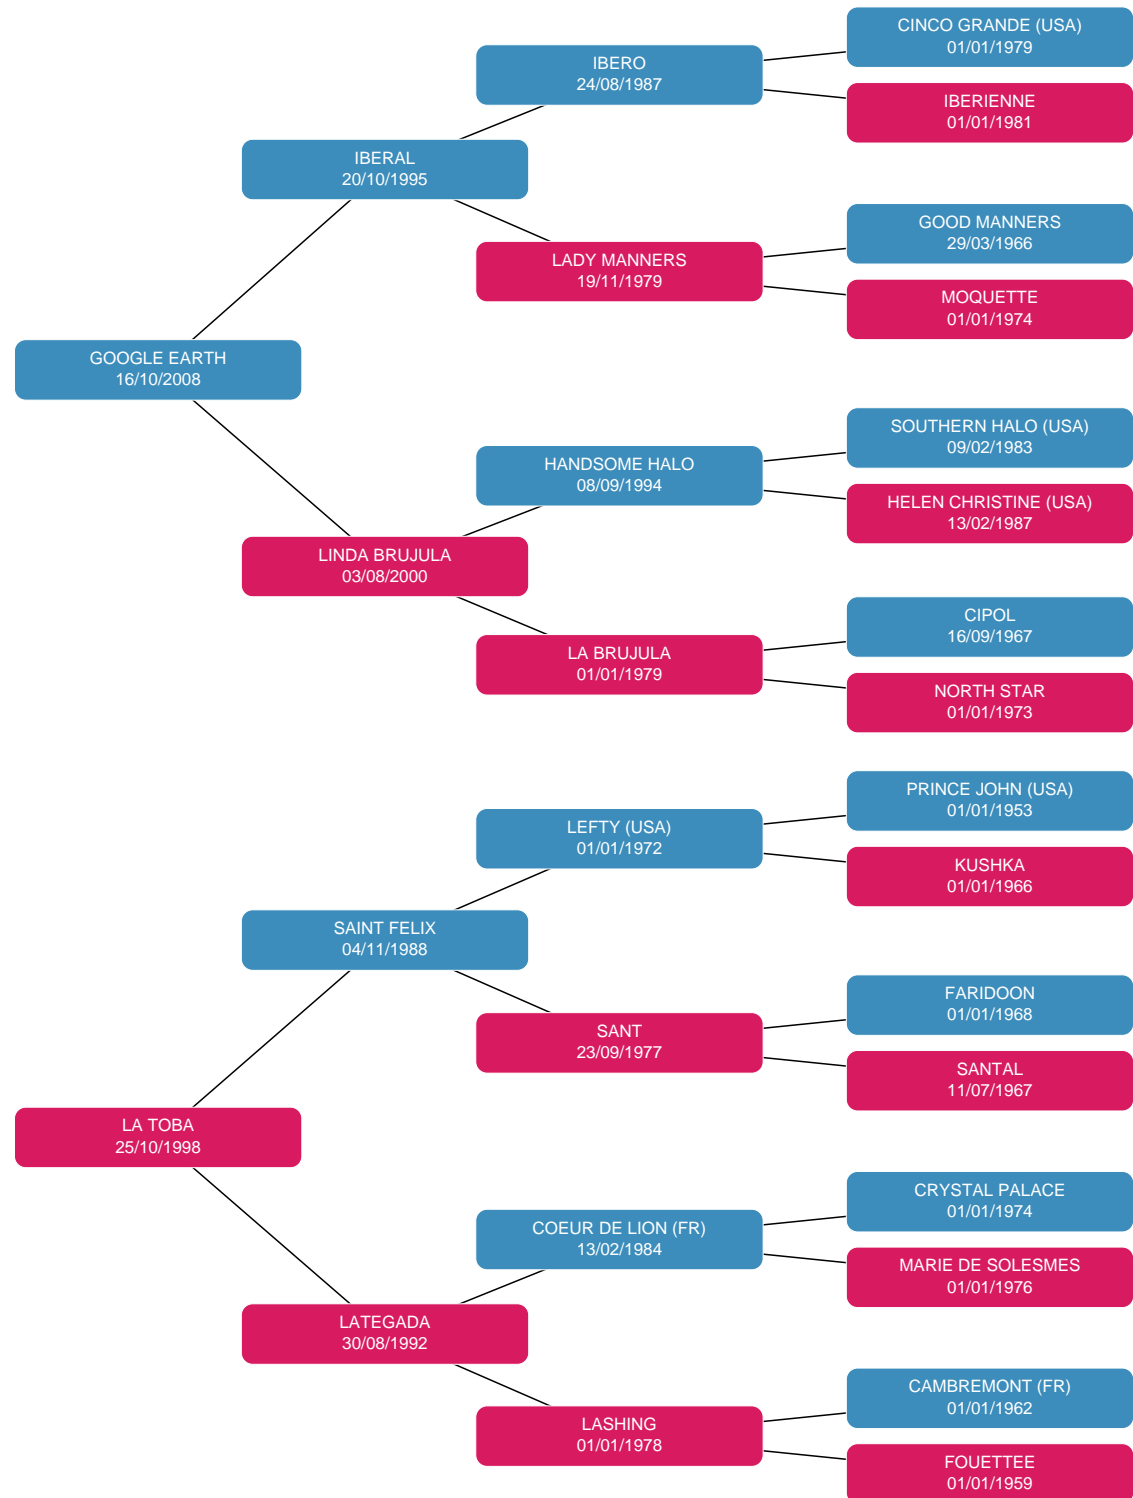 CINCO GRANDE (USA)
01/01/1979
IBERO
24/08/1987
IBERIENNE
01/01/1981
IBERAL
20/10/1995
GOOD MANNERS
29/03/1966
LADY MANNERS
19/11/1979
MOQUETTE
01/01/1974
GOOGLE EARTH
16/10/2008
SOUTHERN HALO (USA)
09/02/1983
HANDSOME HALO
08/09/1994
HELEN CHRISTINE (USA)
13/02/1987
LINDA BRUJULA
03/08/2000
CIPOL
16/09/1967
LA BRUJULA
01/01/1979
NORTH STAR
01/01/1973
PRINCE JOHN (USA)
01/01/1953
LEFTY (USA)
01/01/1972
KUSHKA
01/01/1966
SAINT FELIX
04/11/1988
FARIDOON
01/01/1968
SANT
23/09/1977
SANTAL
11/07/1967
LA TOBA
25/10/1998
CRYSTAL PALACE
01/01/1974
COEUR DE LION (FR)
13/02/1984
MARIE DE SOLESMES
01/01/1976
LATEGADA
30/08/1992
CAMBREMONT (FR)
01/01/1962
LASHING
01/01/1978
FOUETTEE
01/01/1959